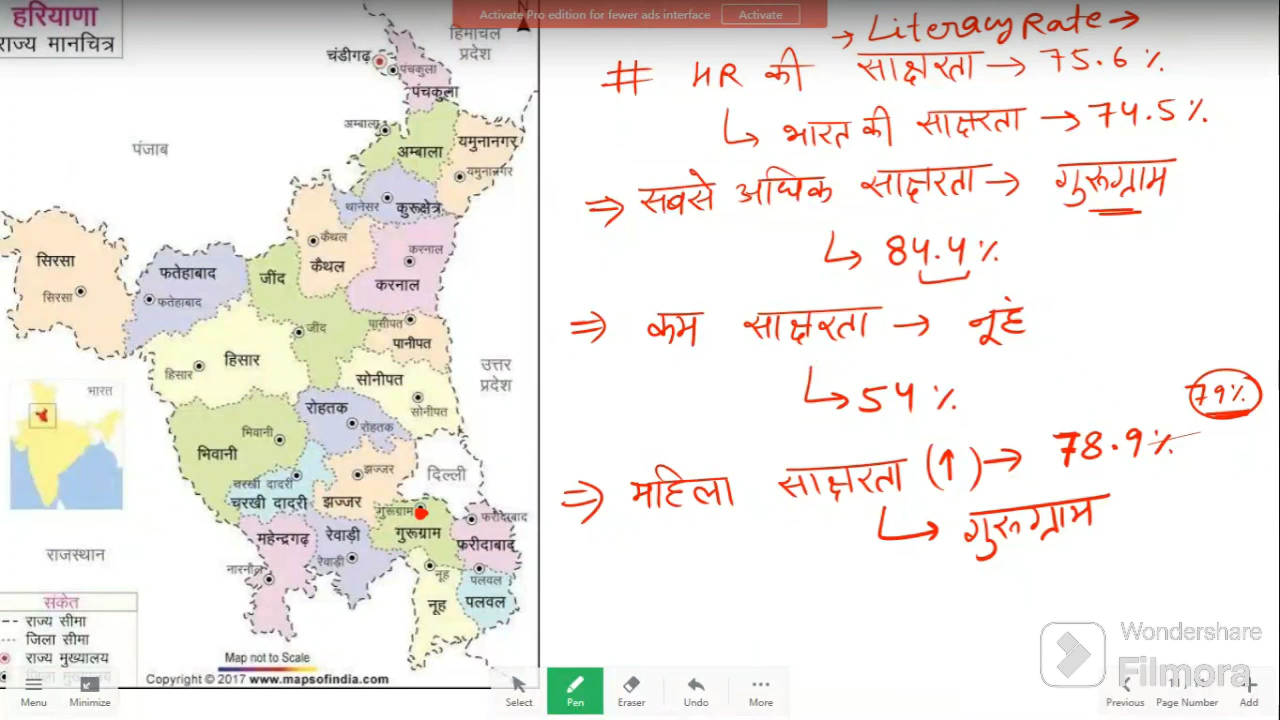 Activate Pro edition for fewer ads interface
Activate
हरियाणा
राज्य मानचित्र
हिमाचल
प्रदेश
चंडीगढ़
पंचकुला
पंचकुला
अम्बाला
अम्बाला
पंजाब
यमुनानगर
यमुनानगर
थानेसर
कुरूक्षेत्र
कैथल
कैथल
करनाल
करनाल
सिरसा
सिरसा
फतेहाबाद
फतेहाबाद
जींद
जींद
पानीपत
पानीपत
हिसार
हिसार
सोनीपत
सोनीपत
उत्तर
प्रदेश
भारत
रोहतक
रोहतक
भिवानी
भिवानी
चरखी दादरी
चरखी दादरी
झज्जर
झज्जर
दिल्ली
गुरूग्राम
गुरूग्राम
फरीदाबाद
फरीदाबाद
महेन्द्रगढ़
रेवाड़ी
रेवाड़ी
नारनौल
नूह
नूह
पलवल
पलवल
राजस्थान
संकेत
राज्य सीमा
जिला सीमा
राज्य मुख्यालय
Map not to Scale
Copyright © 2017 www.mapsofindia.com
→ Literacy Rate →
# HR की साक्षरता → 75.6 %
↳ भारत की साक्षरता → 74.5 %
⇒ सबसे अधिक साक्षरता → गुरूग्राम
↳ 84.4 %
⇒ कम साक्षरता → नूहं
↳ 54 %
79%
⇒ महिला साक्षरता (↑) → 78.9 %
↳ गुरूग्राम
Wondershare
Filmora
Menu
Minimize
Select
Pen
Eraser
Undo
More
Previous
Page Number
Add